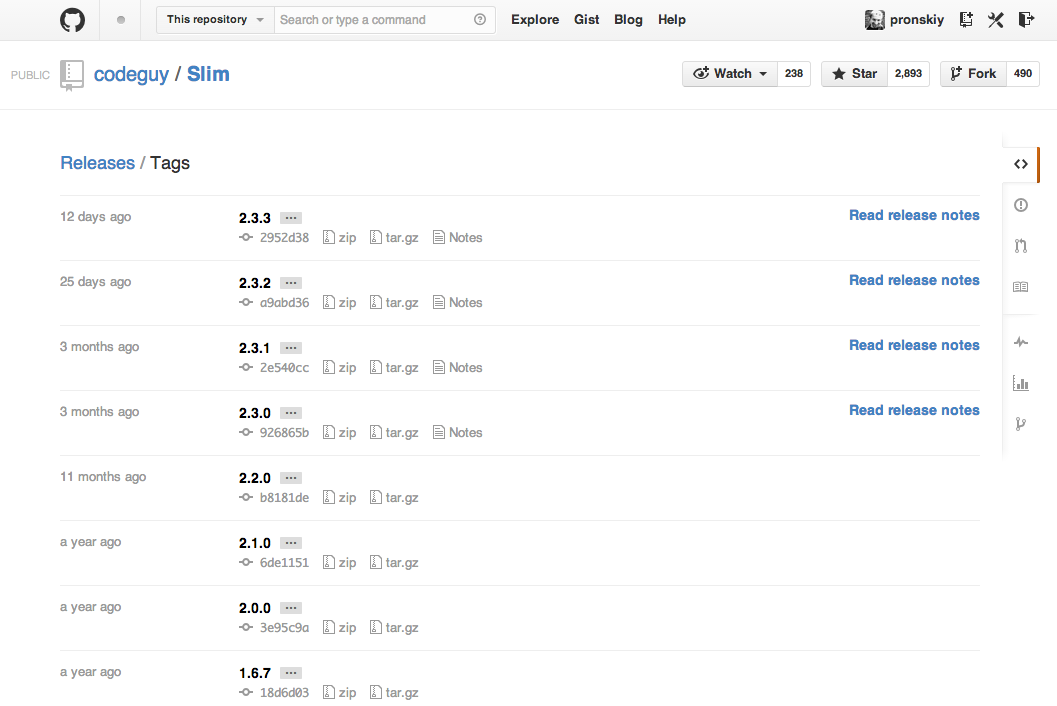 This repository Search or type a command Explore Gist Blog Help pronskiy
PUBLIC codeguy / Slim Watch 238 Star 2,893 Fork 490
Releases / Tags
12 days ago 2.3.3 ... Read release notes
2952d38 zip tar.gz Notes
25 days ago 2.3.2 ... Read release notes
a9abd36 zip tar.gz Notes
3 months ago 2.3.1 ... Read release notes
2e540cc zip tar.gz Notes
3 months ago 2.3.0 ... Read release notes
926865b zip tar.gz Notes
11 months ago 2.2.0 ...
b8181de zip tar.gz
a year ago 2.1.0 ...
6de1151 zip tar.gz
a year ago 2.0.0 ...
3e95c9a zip tar.gz
a year ago 1.6.7 ...
18d6d03 zip tar.gz